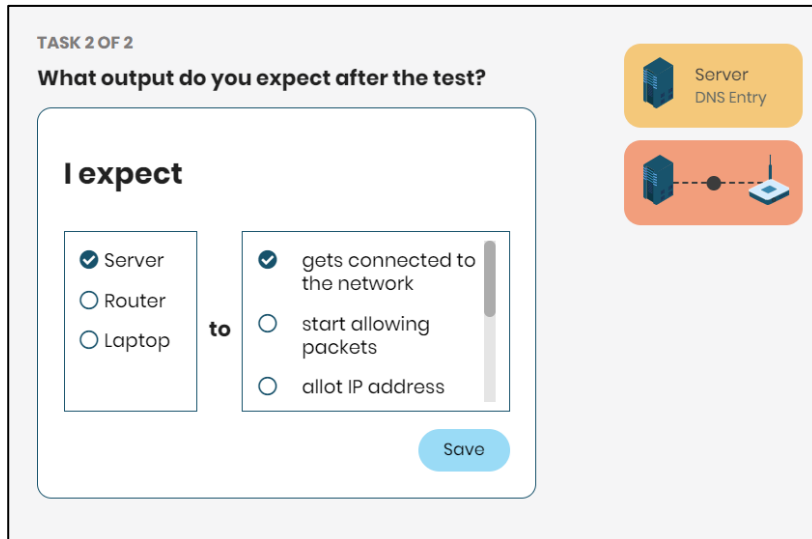 TASK 2 OF 2
What output do you expect after the test?
I expect
Server
Router
Laptop
to
gets connected to
the network
start allowing
packets
allot IP address
Save
Server
DNS Entry